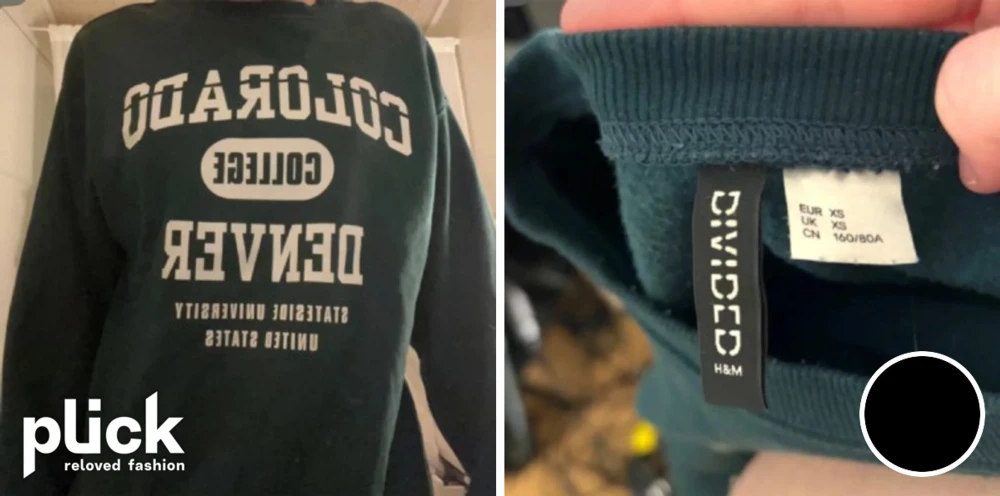 COLORADO
COLLEGE
DENVER
STATESIDE UNIVERSITY
UNITED STATES
plick
reloved fashion
DIVIDED
H&M
EUR XS
UK XS
CN 160/80A